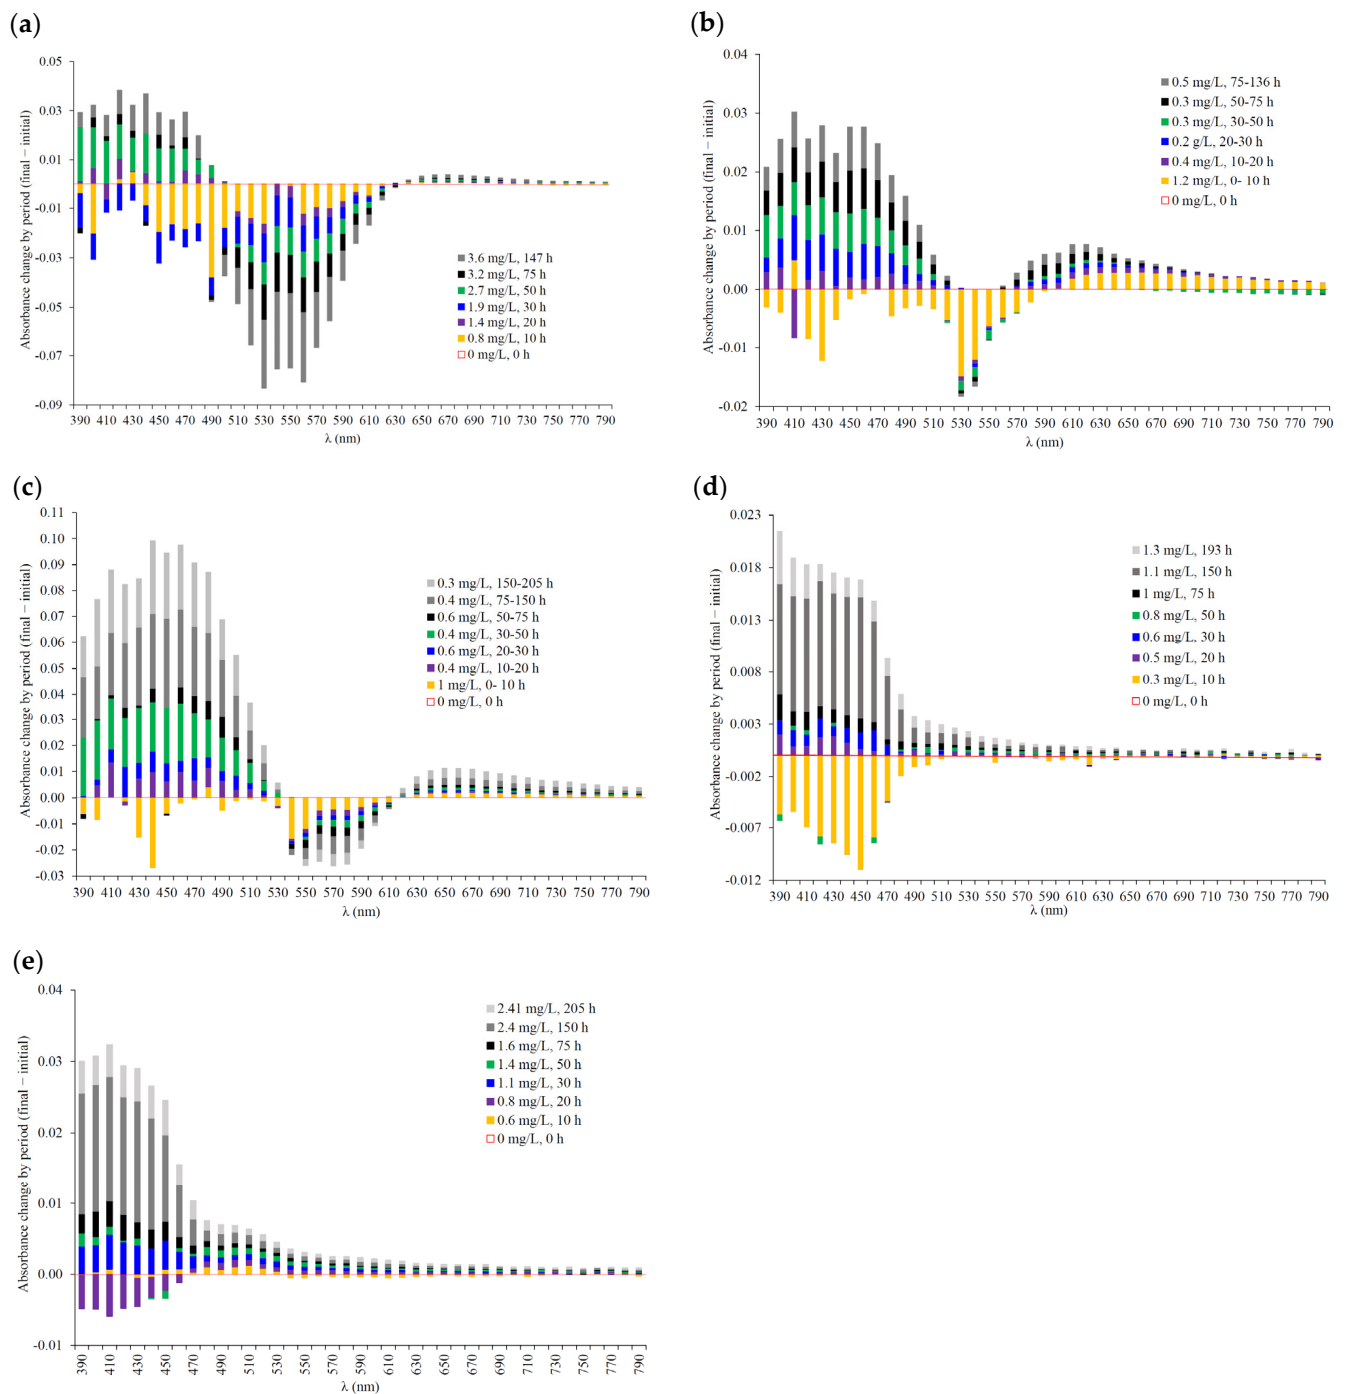 (a)
Absorbance change by period (final − initial)
0.05
0.03
0.01
-0.01
-0.03
-0.05
-0.07
-0.09
3.6 mg/L, 147 h
3.2 mg/L, 75 h
2.7 mg/L, 50 h
1.9 mg/L, 30 h
1.4 mg/L, 20 h
0.8 mg/L, 10 h
0 mg/L, 0 h
390 410 430 450 470 490 510 530 550 570 590 610 630 650 670 690 710 730 750 770 790
λ (nm)
(b)
Absorbance change by period (final − initial)
0.04
0.03
0.02
0.01
0.00
-0.01
-0.02
0.5 mg/L, 75-136 h
0.3 mg/L, 50-75 h
0.3 mg/L, 30-50 h
0.2 g/L, 20-30 h
0.4 mg/L, 10-20 h
1.2 mg/L, 0- 10 h
0 mg/L, 0 h
390 410 430 450 470 490 510 530 550 570 590 610 630 650 670 690 710 730 750 770 790
λ (nm)
(c)
Absorbance change by period (final − initial)
0.11
0.10
0.09
0.08
0.07
0.06
0.05
0.04
0.03
0.02
0.01
0.00
-0.01
-0.02
-0.03
0.3 mg/L, 150-205 h
0.4 mg/L, 75-150 h
0.6 mg/L, 50-75 h
0.4 mg/L, 30-50 h
0.6 mg/L, 20-30 h
0.4 mg/L, 10-20 h
1 mg/L, 0- 10 h
0 mg/L, 0 h
390 410 430 450 470 490 510 530 550 570 590 610 630 650 670 690 710 730 750 770 790
λ (nm)
(d)
Absorbance change by period (final − initial)
0.023
0.018
0.013
0.008
0.003
-0.002
-0.007
-0.012
1.3 mg/L, 193 h
1.1 mg/L, 150 h
1 mg/L, 75 h
0.8 mg/L, 50 h
0.6 mg/L, 30 h
0.5 mg/L, 20 h
0.3 mg/L, 10 h
0 mg/L, 0 h
390 410 430 450 470 490 510 530 550 570 590 610 630 650 670 690 710 730 750 770 790
λ (nm)
(e)
Absorbance change by period (final − initial)
0.04
0.03
0.02
0.01
0.00
-0.01
2.41 mg/L, 205 h
2.4 mg/L, 150 h
1.6 mg/L, 75 h
1.4 mg/L, 50 h
1.1 mg/L, 30 h
0.8 mg/L, 20 h
0.6 mg/L, 10 h
0 mg/L, 0 h
390 410 430 450 470 490 510 530 550 570 590 610 630 650 670 690 710 730 750 770 790
λ (nm)